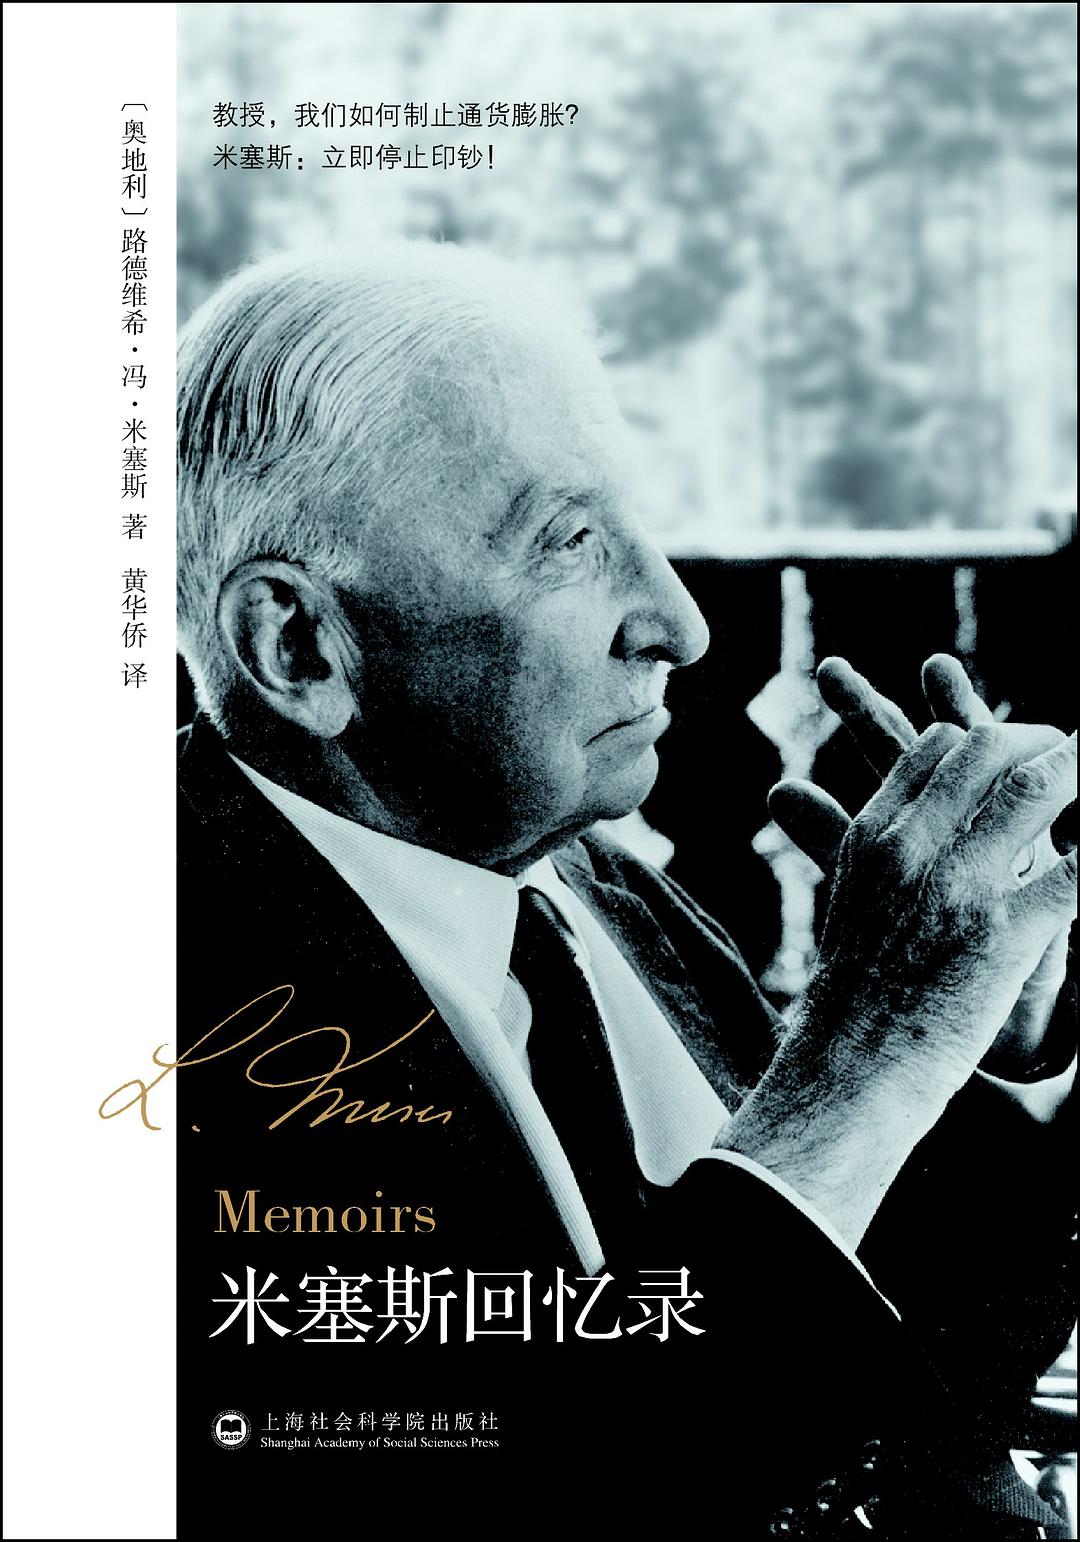 教授，我们如何制止通货膨胀？
米塞斯：立即停止印钞！
〔奥地利〕路德维希·冯·米塞斯 著 黄华侨 译
L. Mises
Memoirs
米塞斯回忆录
SASSP
上海社会科学院出版社
Shanghai Academy of Social Sciences Press